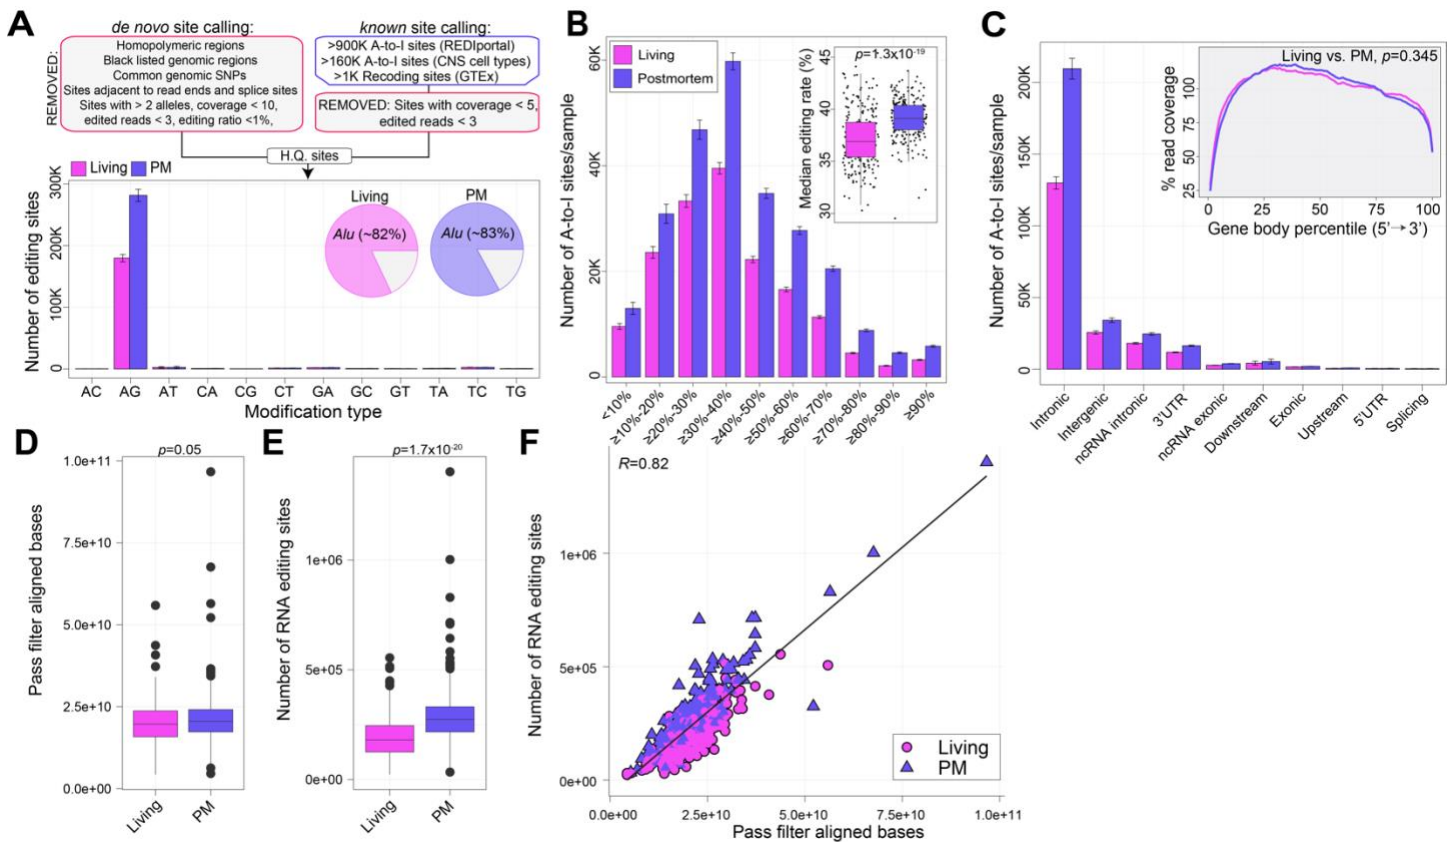 A
de novo site calling:
known site calling:
REMOVED:
Homopolymeric regions
Black listed genomic regions
Common genomic SNPs
Sites adjacent to read ends and splice sites
Sites with > 2 alleles, coverage < 10,
edited reads < 3, editing ratio <1%,
>900K A-to-I sites (REDIportal)
>160K A-to-I sites (CNS cell types)
>1K Recoding sites (GTEx)
REMOVED: Sites with coverage < 5,
edited reads < 3
H.Q. sites
Living PM
Number of editing sites
300K
200K
100K
0
Living
Alu (~82%)
PM
Alu (~83%)
AC AG AT CA CG CT GA GC GT TA TC TG
Modification type
B
Number of A-to-I sites/sample
60K
40K
20K
0
Living
Postmortem
p=1.3x10-19
Median editing rate (%)
45
40
35
30
<10%
≥10%-20%
≥20%-30%
≥30%-40%
≥40%-50%
≥50%-60%
≥60%-70%
≥70%-80%
≥80%-90%
≥90%
C
Number of A-to-I sites/sample
200K
150K
100K
50K
0
Living vs. PM, p=0.345
% read coverage
100
75
50
25
0 25 50 75 100
Gene body percentile (5'→3')
Intronic
Intergenic
ncRNA intronic
3'UTR
ncRNA exonic
Downstream
Exonic
Upstream
5'UTR
Splicing
D
p=0.05
Pass filter aligned bases
1.0e+11
7.5e+10
5.0e+10
2.5e+10
0.0e+00
Living
PM
E
p=1.7x10-20
Number of RNA editing sites
1e+06
5e+05
0e+00
Living
PM
F
R=0.82
Number of RNA editing sites
1e+06
5e+05
0e+00
Living
PM
0.0e+00 2.5e+10 5.0e+10 7.5e+10 1.0e+11
Pass filter aligned bases